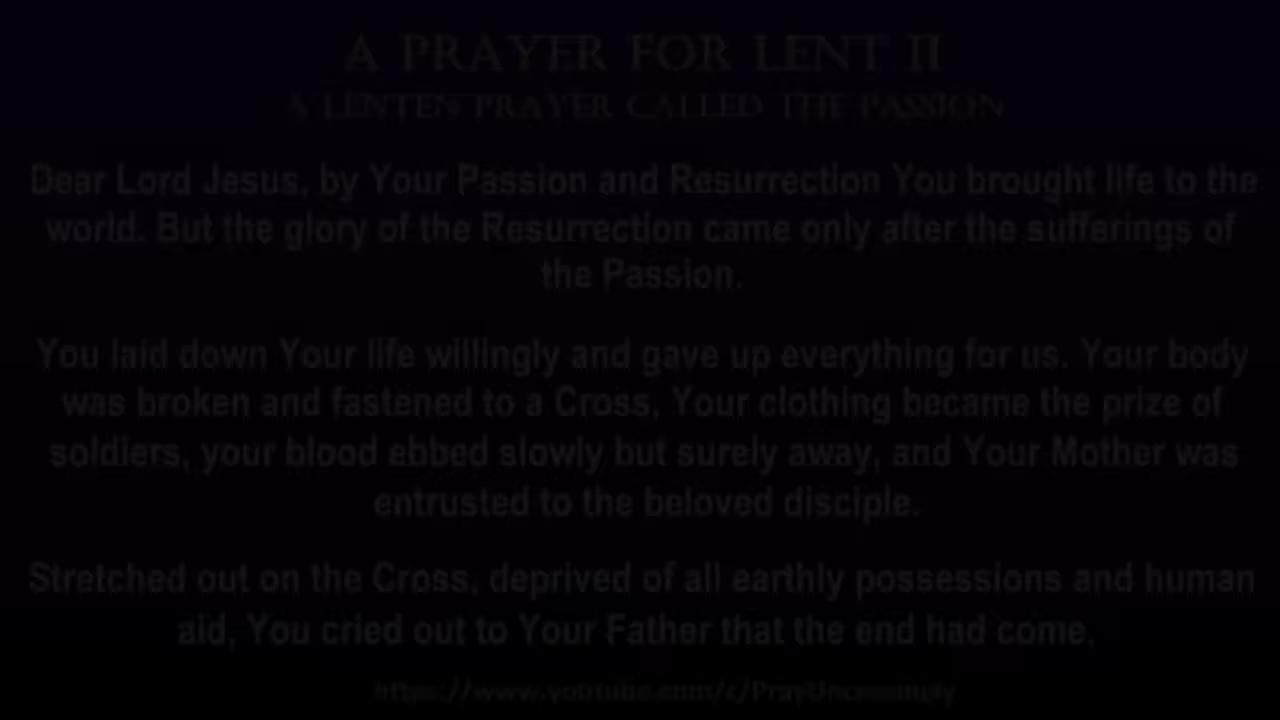 A PRAYER FOR LENT II
A LENTEN PRAYER CALLED THE PASSION
Dear Lord Jesus, by Your Passion and Resurrection You brought life to the
world. But the glory of the Resurrection came only after the sufferings of
the Passion.
You laid down Your life willingly and gave up everything for us. Your body
was broken and fastened to a Cross, Your clothing became the prize of
soldiers, your blood ebbed slowly but surely away, and Your Mother was
entrusted to the beloved disciple.
Stretched out on the Cross, deprived of all earthly possessions and human
aid, You cried out to Your Father that the end had come.
https://www.youtube.com/c/PrayUnceasingly